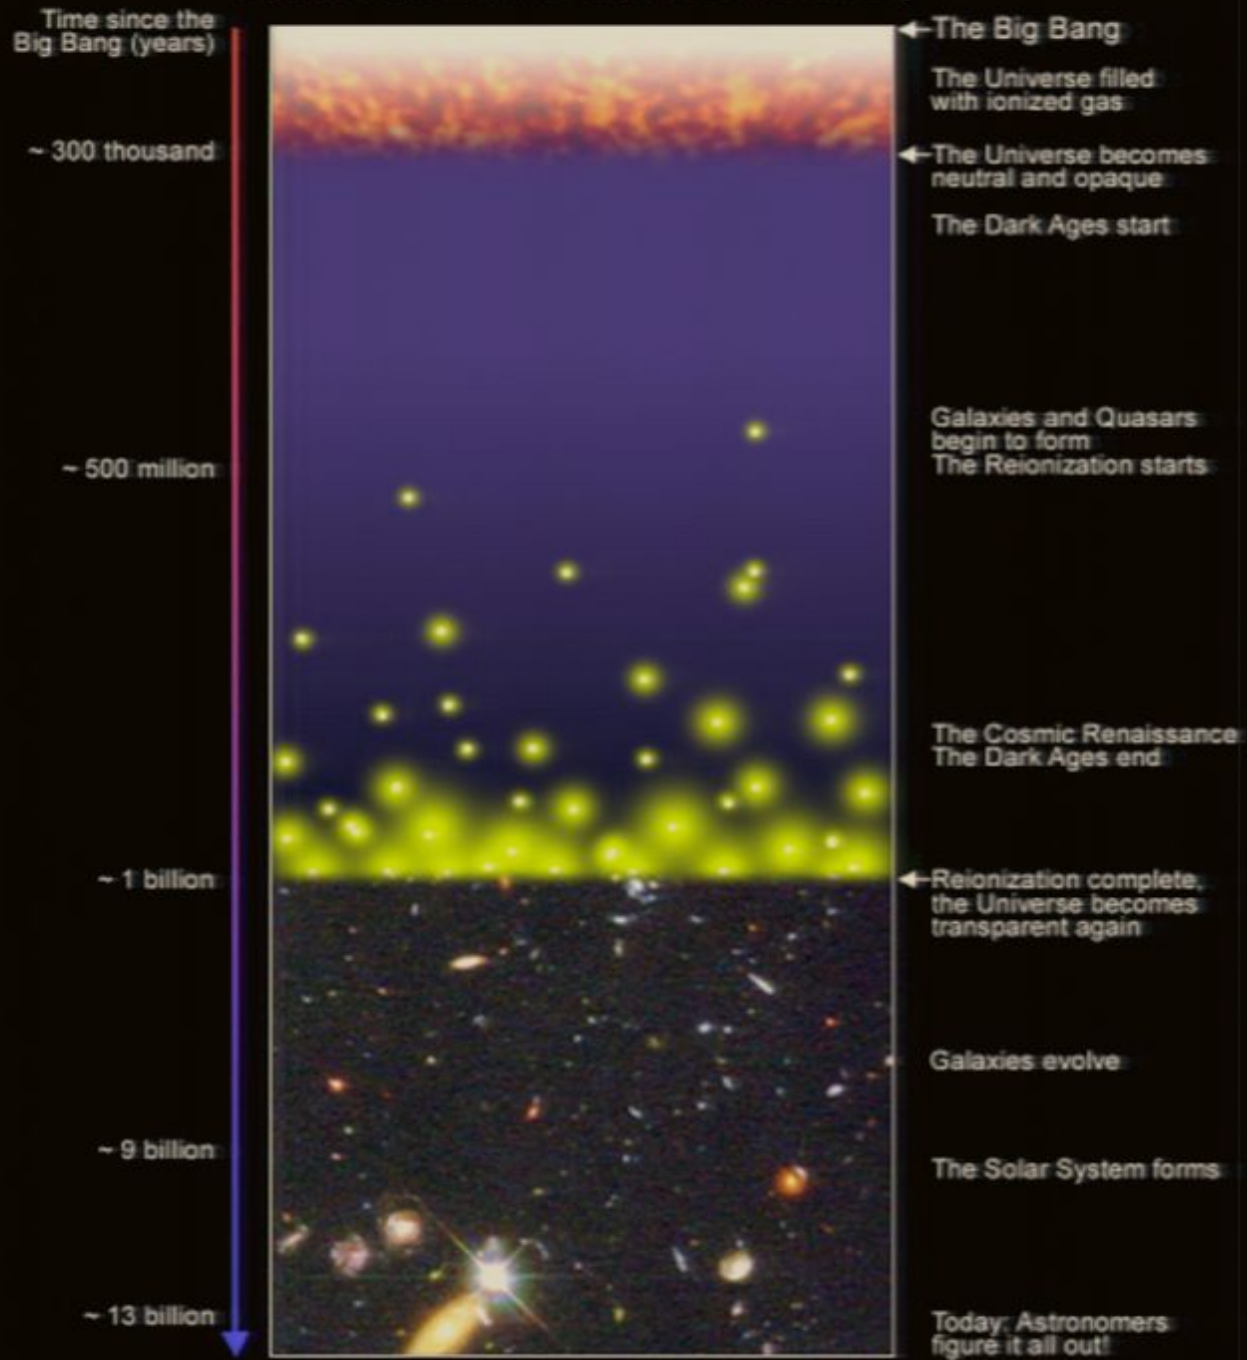 Time since the
Big Bang (years)
The Big Bang
The Universe filled
with ionized gas
~ 300 thousand
The Universe becomes
neutral and opaque
The Dark Ages start
Galaxies and Quasars
begin to form
~ 500 million
The Reionization starts
The Cosmic Renaissance
The Dark Ages end
~ 1 billion
Reionization complete,
the Universe becomes
transparent again
Galaxies evolve
~ 9 billion
The Solar System forms
~ 13 billion
Today: Astronomers
figure it all out!